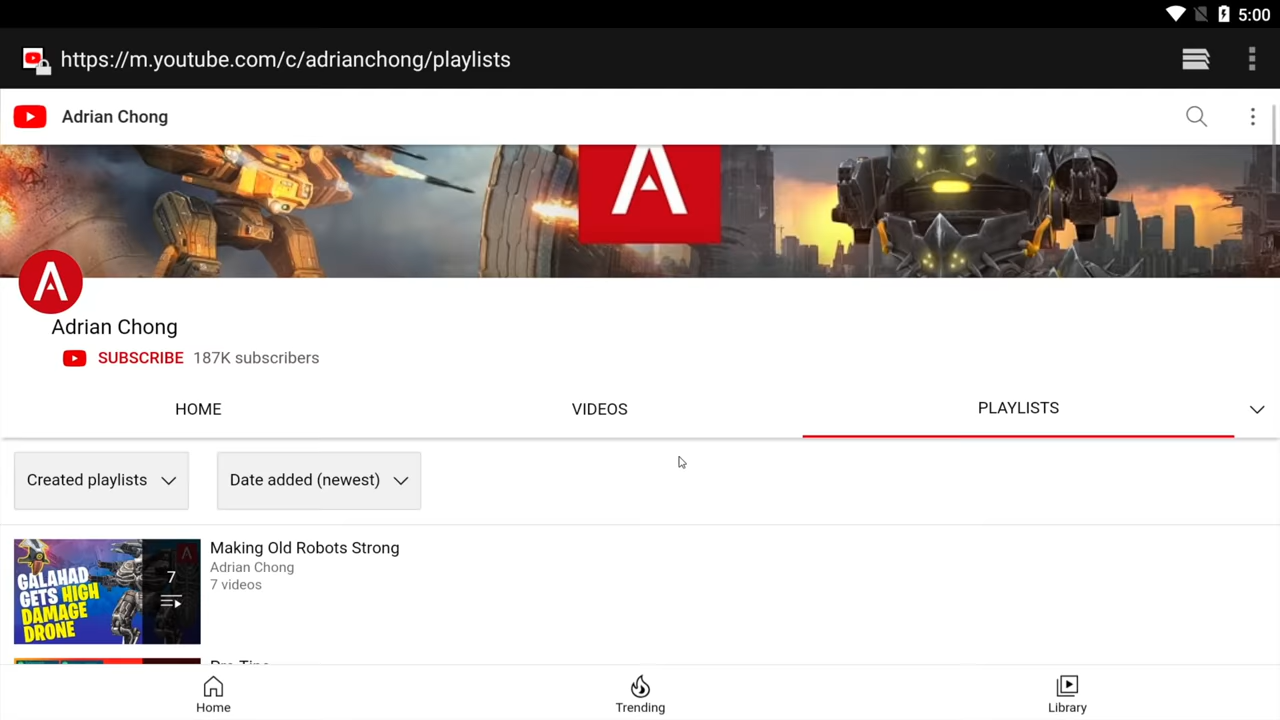 5:00
https://m.youtube.com/c/adrianchong/playlists
Adrian Chong
A
A
Adrian Chong
SUBSCRIBE 187K subscribers
HOME VIDEOS PLAYLISTS
Created playlists Date added (newest)
GALAHAD
GETS HIGH
DAMAGE
DRONE
7
Making Old Robots Strong
Adrian Chong
7 videos
Home Trending Library